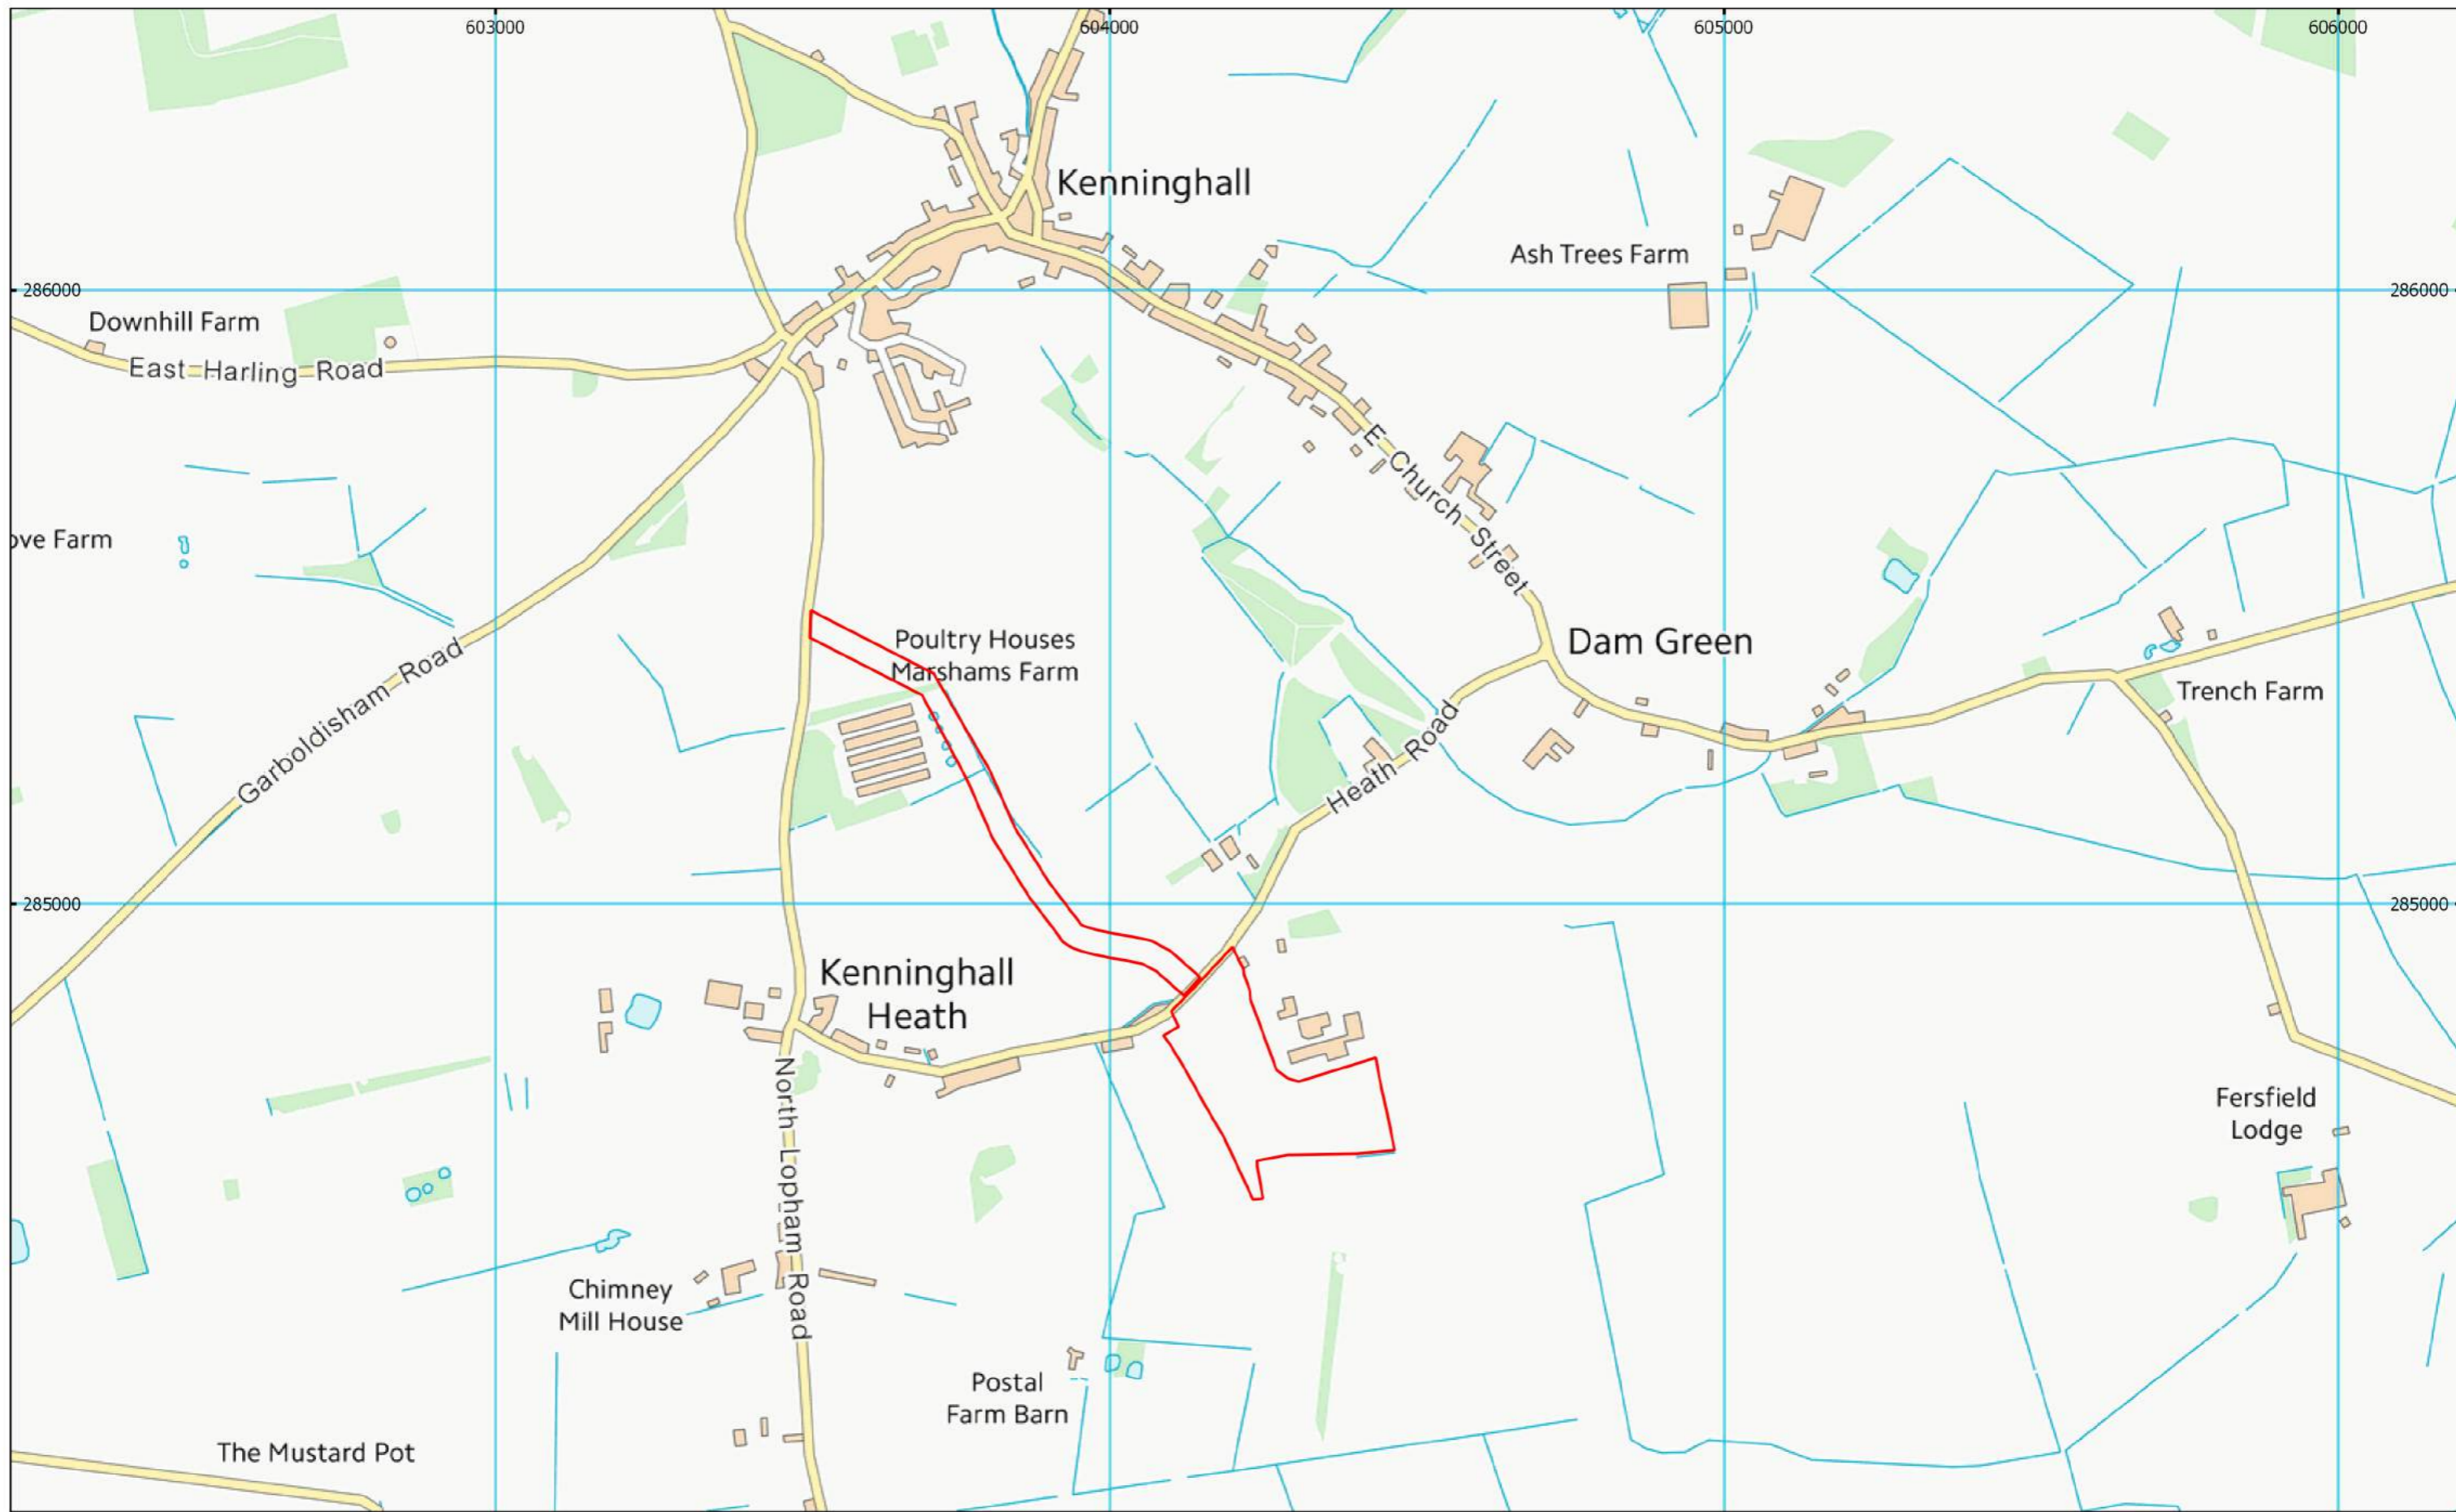 603000
604000
605000
606000
Kenninghall
Ash Trees Farm
286000
286000
Downhill Farm
East Harling Road
E Church Street
ove Farm
Poultry Houses
Marshams Farm
Dam Green
Trench Farm
Garboldisham Road
Heath Road
285000
285000
Kenninghall
Heath
North Lopham Road
Fersfield
Lodge
Chimney
Mill House
Postal
Farm Barn
The Mustard Pot